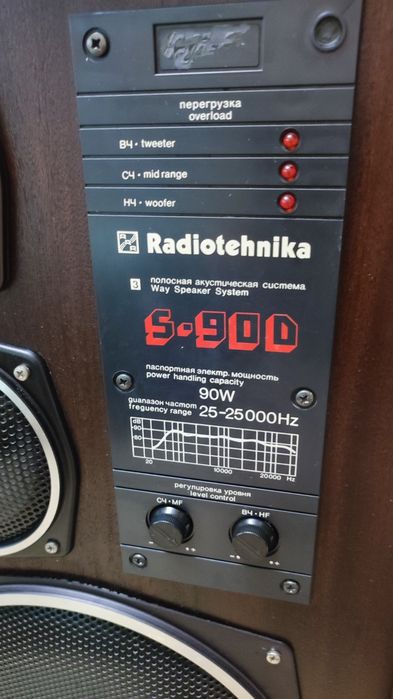 перегрузка
overload
ВЧ • tweeter
СЧ • mid range
НЧ • woofer
Radiotehnika
3 полосная акустическая система
Way Speaker System
S-90D
паспортная электр. мощность
power handling capacity
90W
диапазон частот
frequency range 25-25000Hz
dB
-90-
-80-
20 10000 20000 Hz
регулировка уровня
level control
СЧ • MF ВЧ • HF
- ++ -+ ++